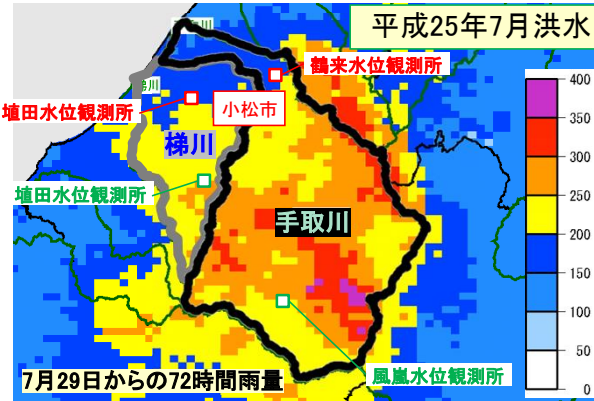 平成25年7月洪水
鶴来水位観測所
梯川
埴田水位観測所
小松市
梯川
埴田水位観測所
手取川
風嵐水位観測所
7月29日からの72時間雨量
400
350
300
250
200
150
100
50
0